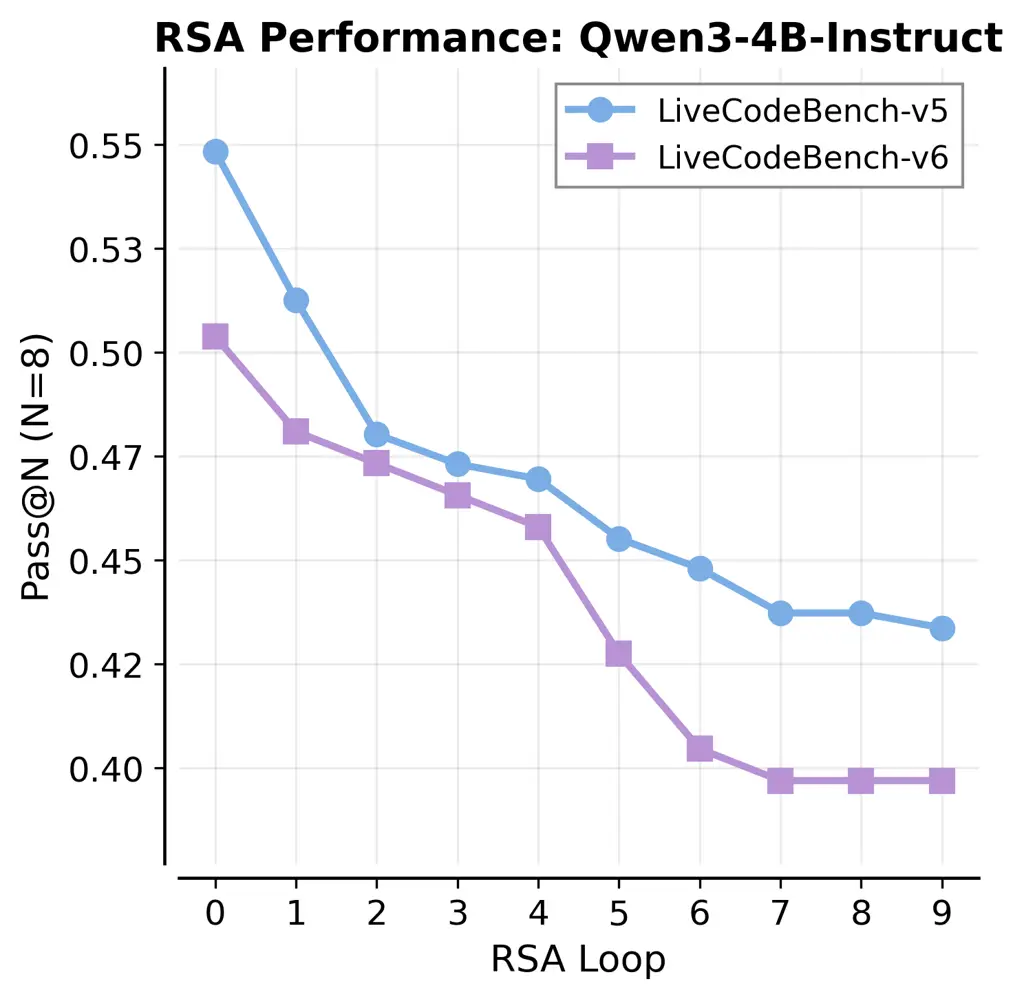 RSA Performance: Qwen3-4B-Instruct
LiveCodeBench-v5
LiveCodeBench-v6
Pass@N (N=8)
0.55
0.53
0.50
0.47
0.45
0.42
0.40
0 1 2 3 4 5 6 7 8 9
RSA Loop